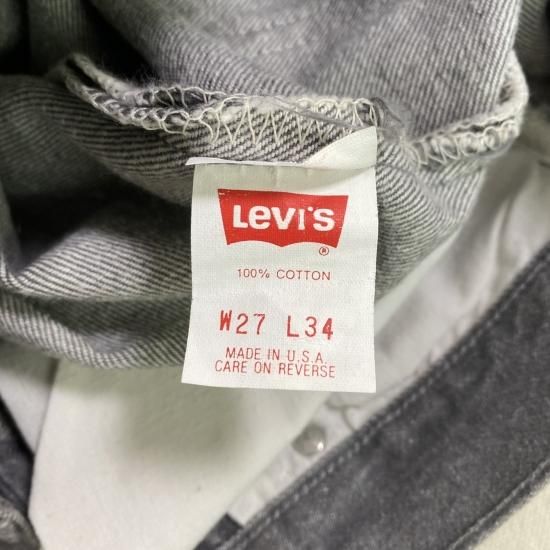 Levi's
®
100% COTTON
W27 L34
MADE IN U.S.A.
CARE ON REVERSE